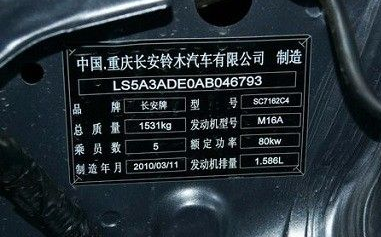 中国.重庆长安铃木汽车有限公司 制造
LS5A3ADE0AB046793
品牌 长安牌 型号 SC7162C4
总质量 1531kg 发动机型号 M16A
乘员数 5 额定功率 80kw
制造年月 2010/03/11 发动机排量 1.586L